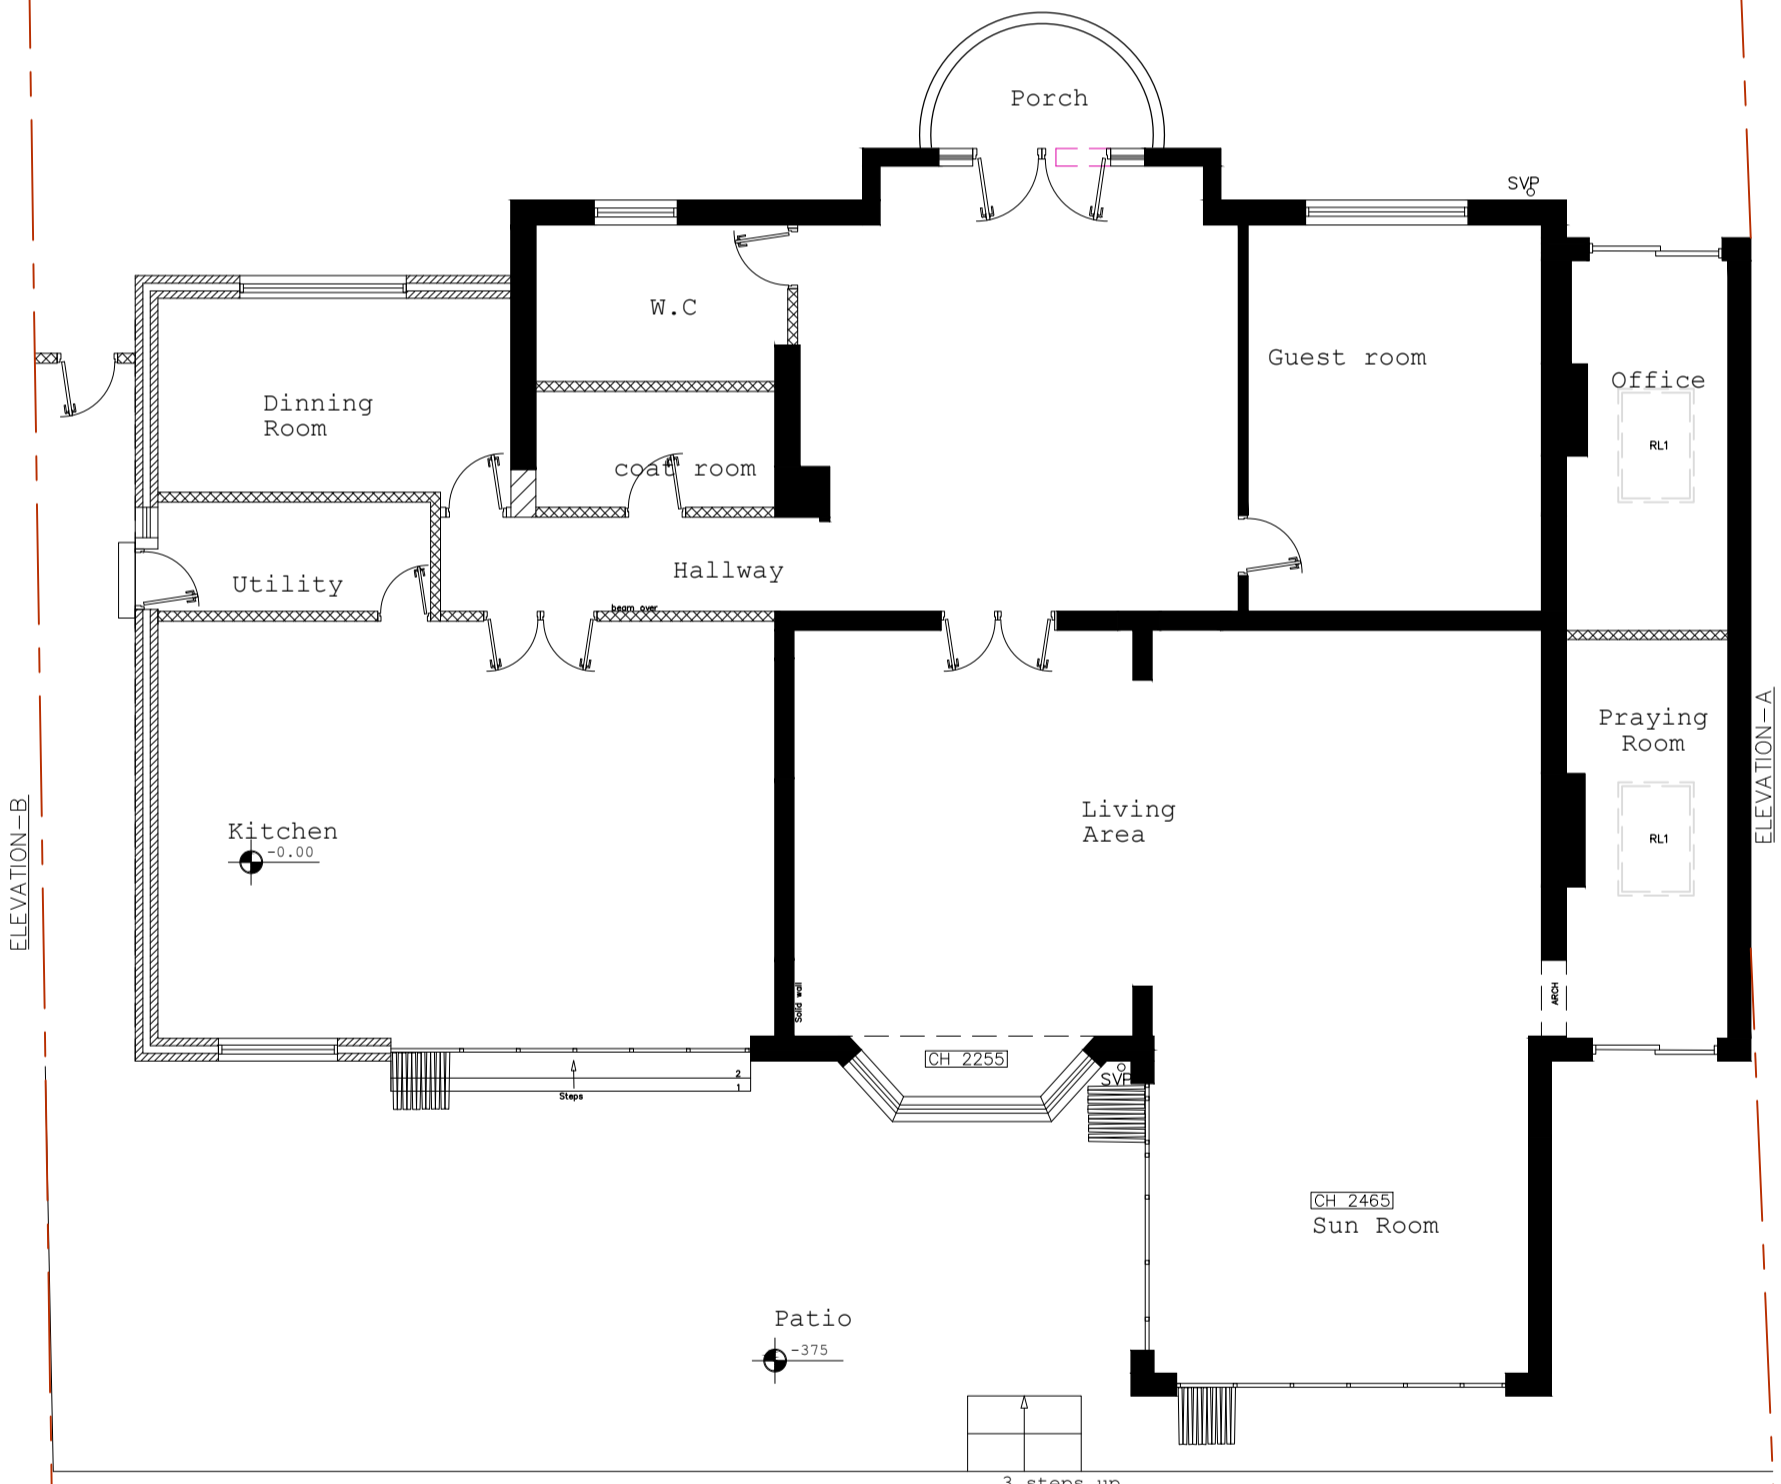 Porch
SVP
W.C
Guest room
Office
Dinning
Room
RL1
coat room
Hallway
Utility
beam over
Praying
Room
ELEVATION-A
ELEVATION-B
Living
Area
Kitchen
-0.00
RL1
Solid wall
ARCH
CH 2255
SVP
2
1
Steps
CH 2465
Sun Room
Patio
-375
3 steps up